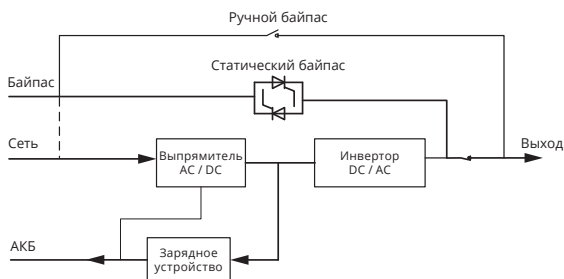 Ручной байпас
Статический байпас
Байпас
Сеть
Выпрямитель
AC / DC
Инвертор
DC / AC
Выход
АКБ
Зарядное
устройство